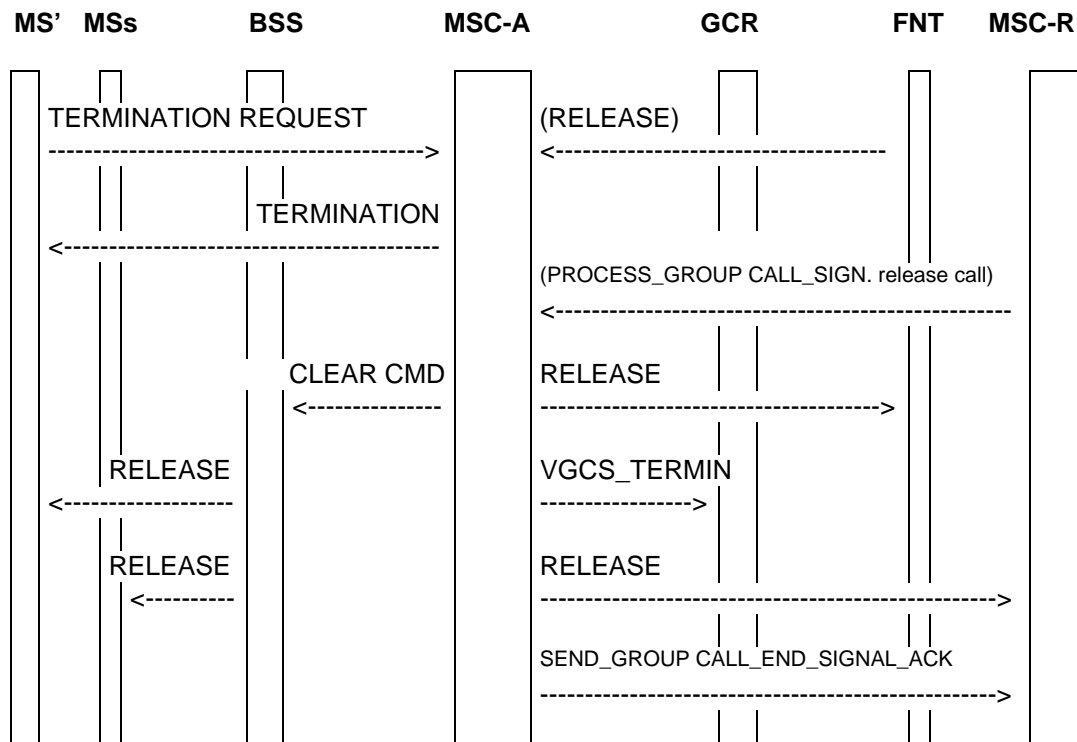 MS’ MSs BSS MSC-A GCR FNT MSC-R
TERMINATION REQUEST (RELEASE)
-----------------------------------------> <--------------------------------------
TERMINATION
<-----------------------------------------
(PROCESS_GROUP CALL_SIGN. release call)
<--------------------------------------------------
CLEAR CMD RELEASE
<--------------- ------------------------------------->
RELEASE VGCS_TERMIN
<-------------------- ----------------->
RELEASE RELEASE
<---------- -------------------------------------------------->
SEND_GROUP CALL_END_SIGNAL_ACK
-------------------------------------------------->